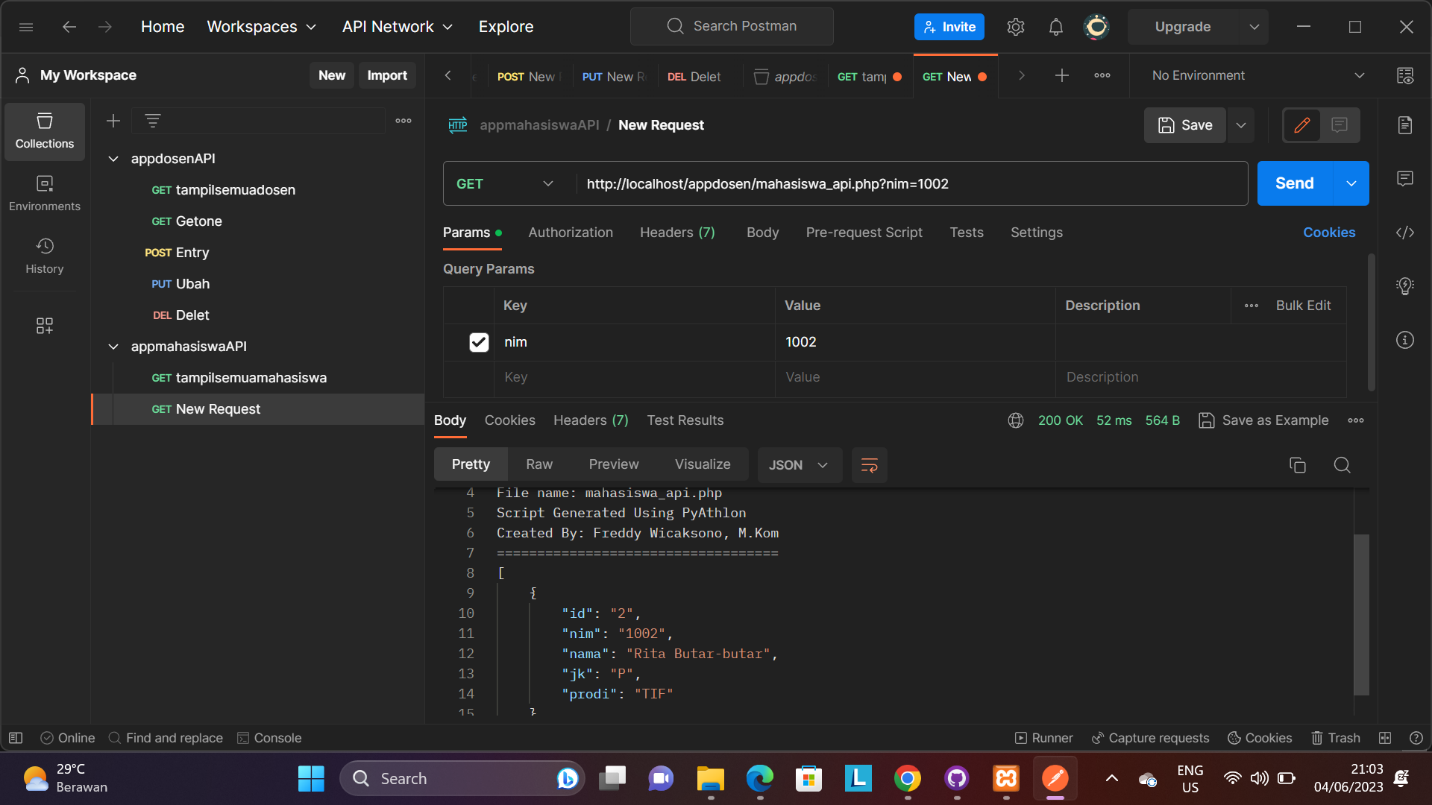 Home Workspaces API Network Explore Search Postman Invite Upgrade
My Workspace New Import
POST New PUT New R DEL Delet appdos GET tamp GET New No Environment
Collections
Environments
History
appdosenAPI
GET tampilsemuadosen
GET Getone
POST Entry
PUT Ubah
DEL Delet
appmahasiswaAPI
GET tampilsemuamahasiswa
GET New Request
HTTP appmahasiswaAPI / New Request Save
GET http://localhost/appdosen/mahasiswa_api.php?nim=1002 Send
Params Authorization Headers (7) Body Pre-request Script Tests Settings Cookies
Query Params
Key Value Description Bulk Edit
nim 1002
Key Value Description
Body Cookies Headers (7) Test Results 200 OK 52 ms 564 B Save as Example
Pretty Raw Preview Visualize JSON
4 File name: mahasiswa_api.php
5 Script Generated Using PyAthlon
6 Created By: Freddy Wicaksono, M.Kom
7 ===================================
8 [
9 {
10 "id": "2",
11 "nim": "1002",
12 "nama": "Rita Butar-butar",
13 "jk": "P",
14 "prodi": "TIF"
15 }
Online Find and replace Console Runner Capture requests Cookies Trash
29°C
Berawan
Search
L
ENG
US
21:03
04/06/2023